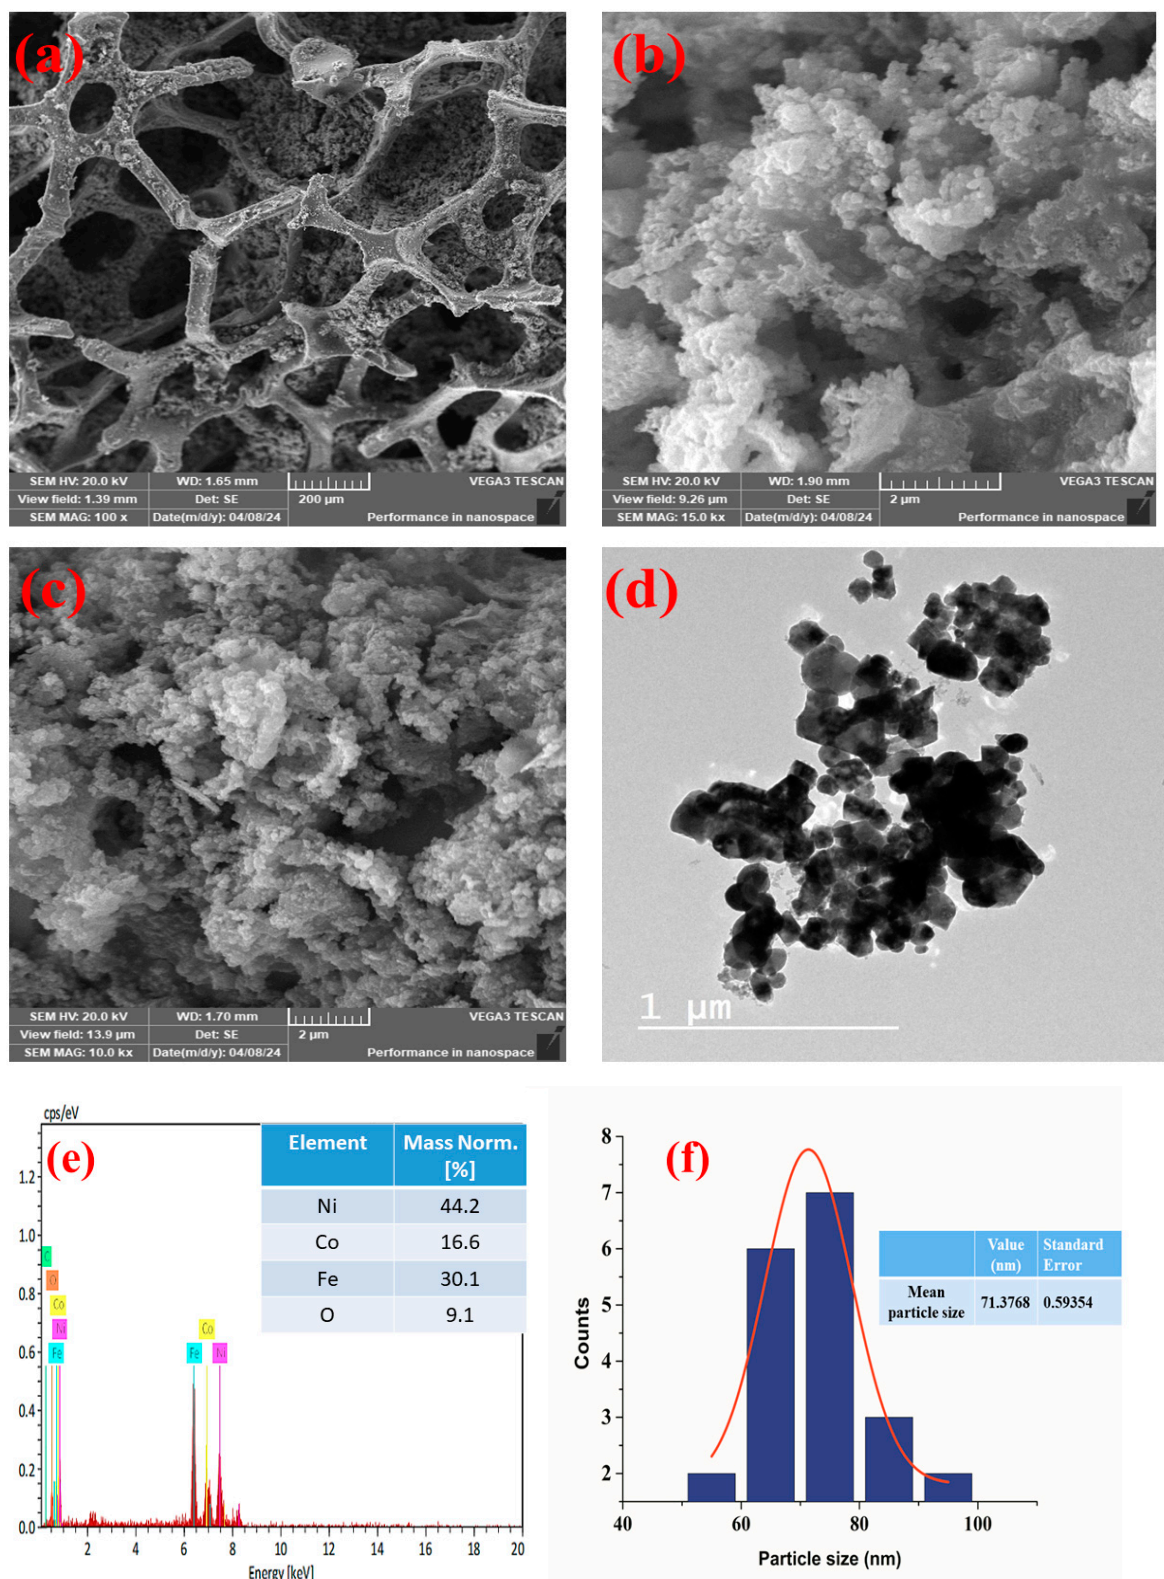 (a)
SEM HV: 20.0 kV WD: 1.65 mm VEGA3 TESCAN
View field: 1.39 mm Det: SE 200 µm
SEM MAG: 100 x Date(m/d/y): 04/08/24 Performance in nanospace
(b)
SEM HV: 20.0 kV WD: 1.90 mm VEGA3 TESCAN
View field: 9.26 µm Det: SE 2 µm
SEM MAG: 15.0 kx Date(m/d/y): 04/08/24 Performance in nanospace
(c)
SEM HV: 20.0 kV WD: 1.70 mm VEGA3 TESCAN
View field: 13.9 µm Det: SE 2 µm
SEM MAG: 10.0 kx Date(m/d/y): 04/08/24 Performance in nanospace
(d)
1 µm
(e)
cps/eV
1.2
1.0
0.8
0.6
0.4
0.2
0.0
C
O
Co
Ni
Fe
Fe
Co
Ni
2 4 6 8 10 12 14 16 18 20
Energy [keV]
Element Mass Norm.
[%]
Ni 44.2
Co 16.6
Fe 30.1
O 9.1
(f)
8
7
6
5
4
3
2
Counts
40 60 80 100
Particle size (nm)
Value Standard
(nm) Error
Mean
particle size 71.3768 0.59354